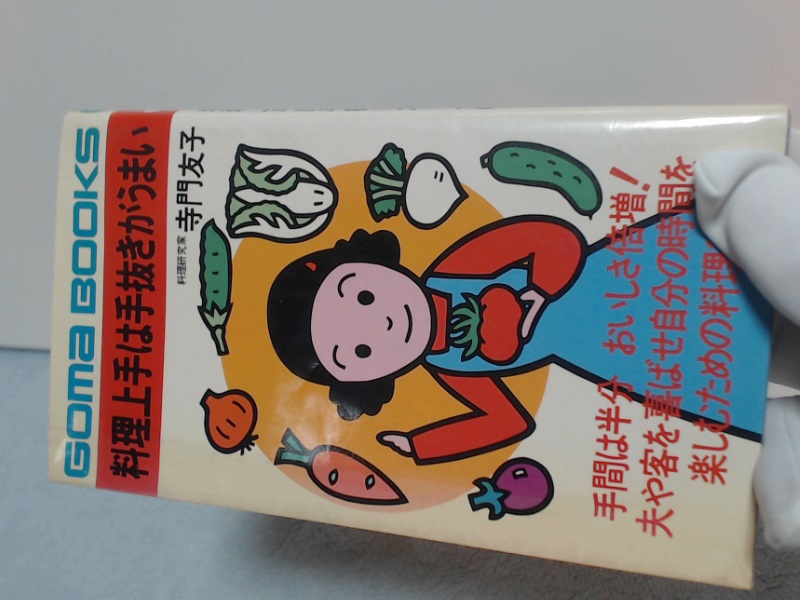 GOMA BOOKS
料理上手は手抜きがうまい
料理研究家 寺門友子
手間は半分 おいしさ倍増!
夫や客を喜ばせ自分の時間を
楽しむための料理